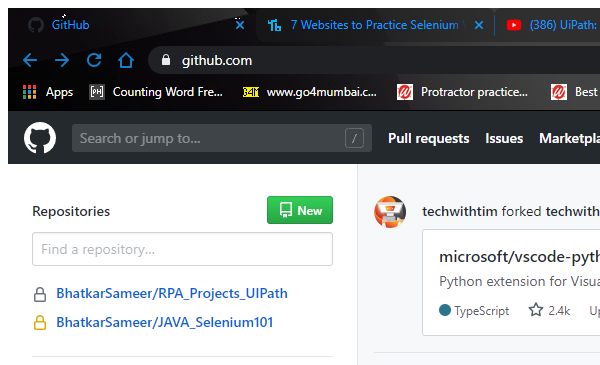 GitHub
7 Websites to Practice Selenium
(386) UiPath:
github.com
Apps
Counting Word Fre...
www.go4mumbai.c...
Protractor practice...
Best
Search or jump to...
/
Pull requests
Issues
Marketpla
Repositories
New
techwithtim forked techwith
Find a repository...
microsoft/vscode-pyth
Python extension for Visua
BhatkarSameer/RPA_Projects_UIPath
TypeScript
2.4k
Up
BhatkarSameer/JAVA_Selenium101